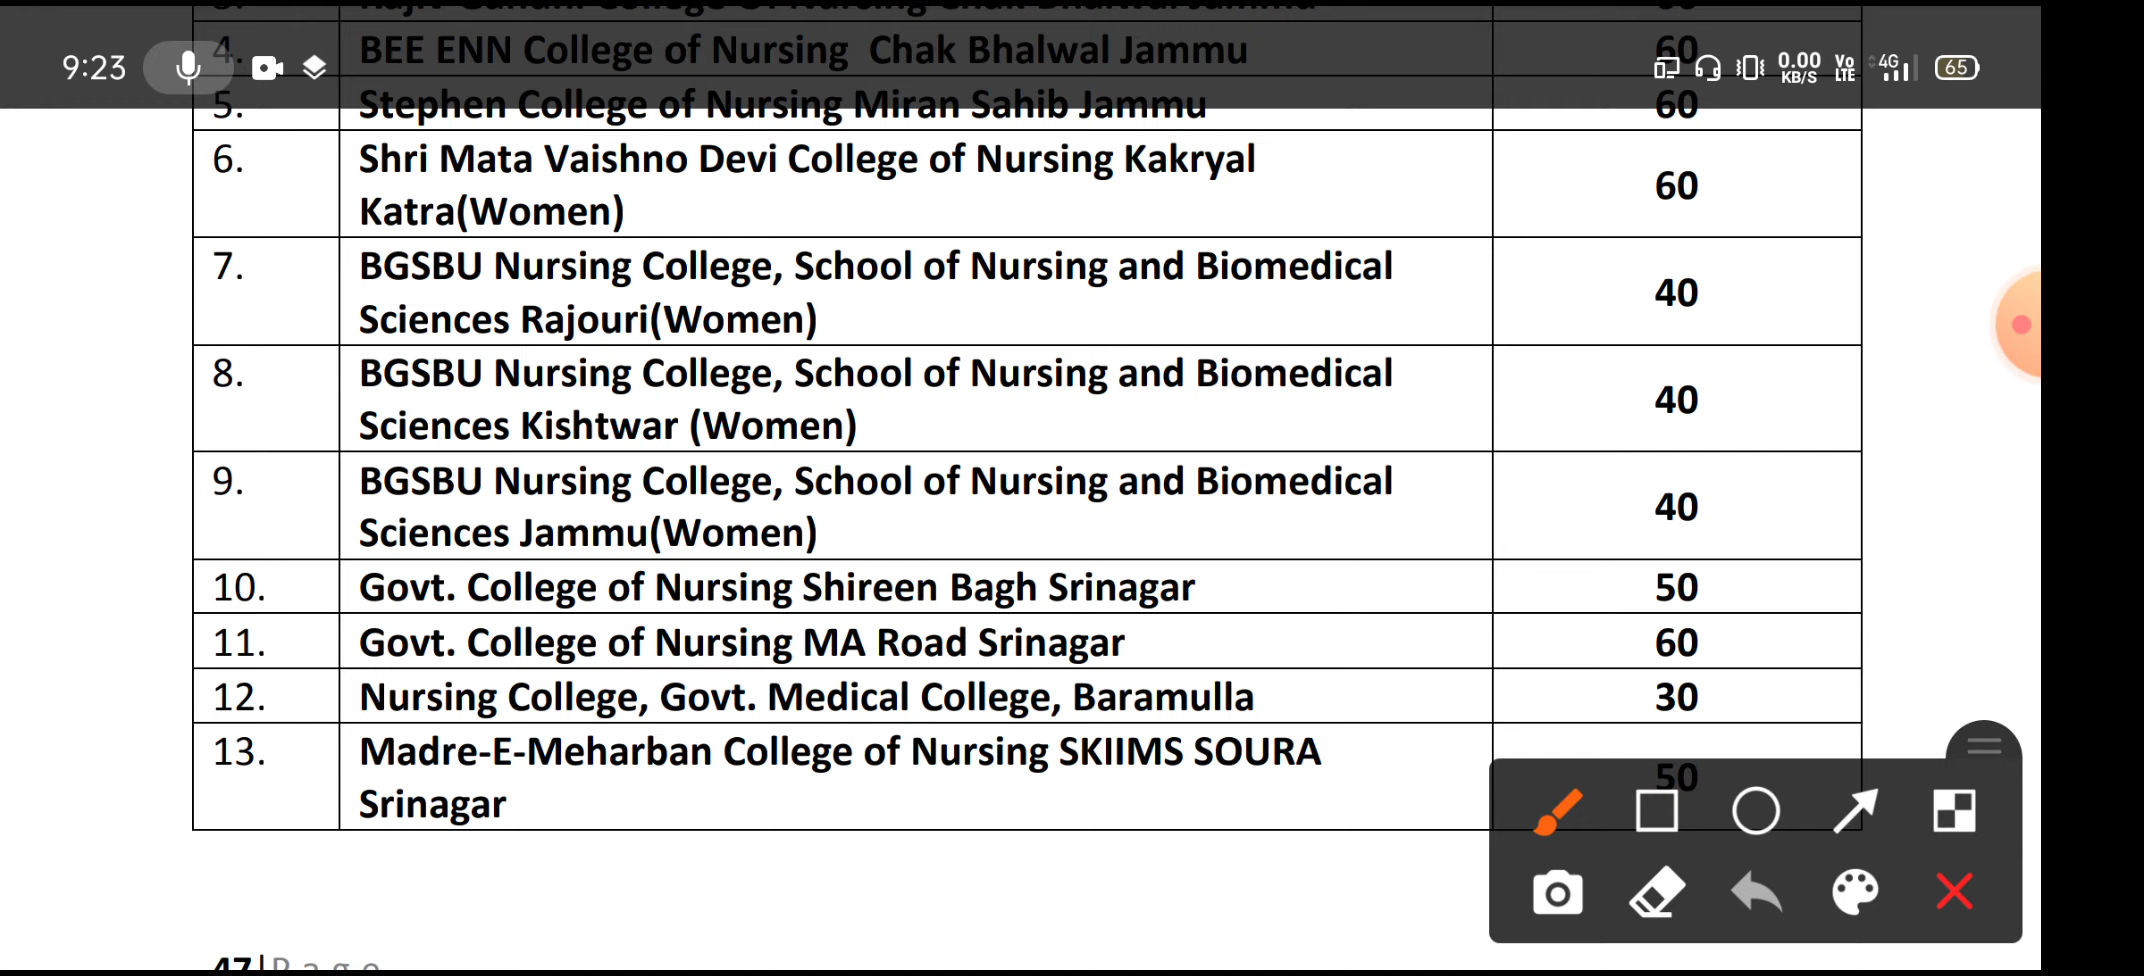 9:23
0.00 KB/S Vo LTE 4G 65
4. BEE ENN College of Nursing Chak Bhalwal Jammu 60
5. Stephen College of Nursing Miran Sahib Jammu 60
6. Shri Mata Vaishno Devi College of Nursing Kakryal
Katra(Women) 60
7. BGSBU Nursing College, School of Nursing and Biomedical
Sciences Rajouri(Women) 40
8. BGSBU Nursing College, School of Nursing and Biomedical
Sciences Kishtwar (Women) 40
9. BGSBU Nursing College, School of Nursing and Biomedical
Sciences Jammu(Women) 40
10. Govt. College of Nursing Shireen Bagh Srinagar 50
11. Govt. College of Nursing MA Road Srinagar 60
12. Nursing College, Govt. Medical College, Baramulla 30
13. Madre-E-Meharban College of Nursing SKIIMS SOURA
Srinagar 50
47|Page